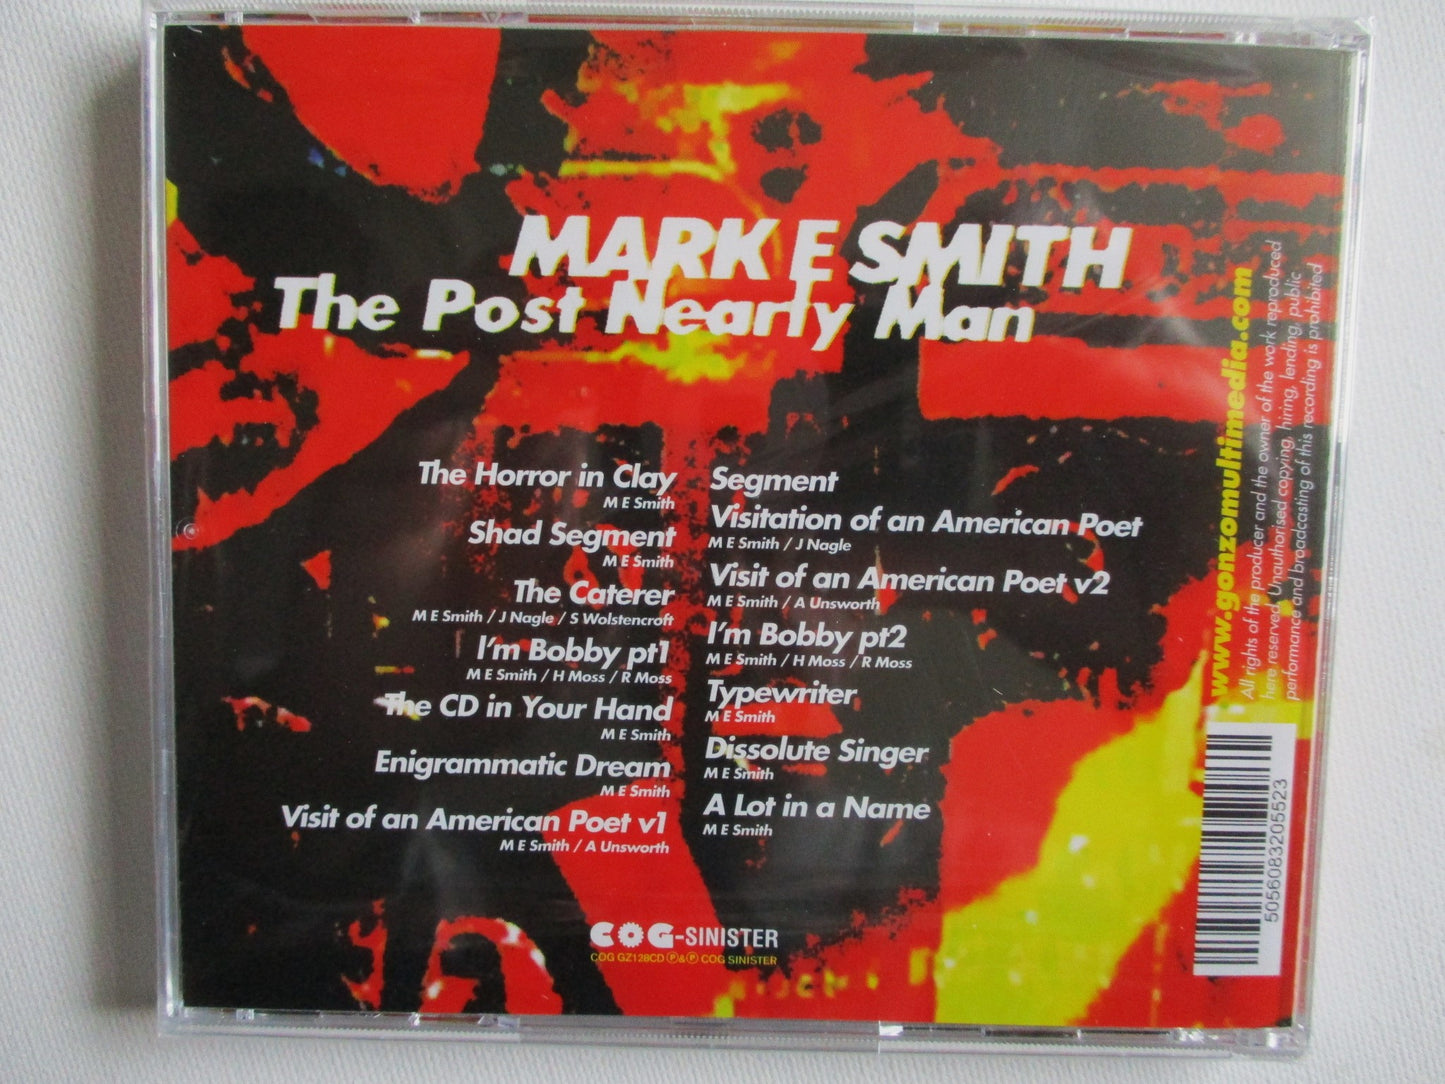 MARK E SMITH
The Post Nearly Man
The Horror in Clay
M E Smith
Shad Segment
M E Smith
The Caterer
M E Smith / J Nagle / S Wolstencroft
I'm Bobby pt1
M E Smith / H Moss / R Moss
The CD in Your Hand
M E Smith
Enigrammatic Dream
M E Smith
Visit of an American Poet v1
M E Smith / A Unsworth
Segment
Visitation of an American Poet
M E Smith / J Nagle
Visit of an American Poet v2
M E Smith / A Unsworth
I'm Bobby pt2
M E Smith / H Moss / R Moss
Typewriter
M E Smith
Dissolute Singer
M E Smith
A Lot in a Name
M E Smith
COG-SINISTER
COG GZ128CD ℗&℗ COG SINISTER
www.gonzomultimedia.com
All rights of the producer and the owner of the work reproduced
here reserved. Unauthorised copying, hiring, lending, public
performance and broadcasting of this recording is prohibited
5056083205523